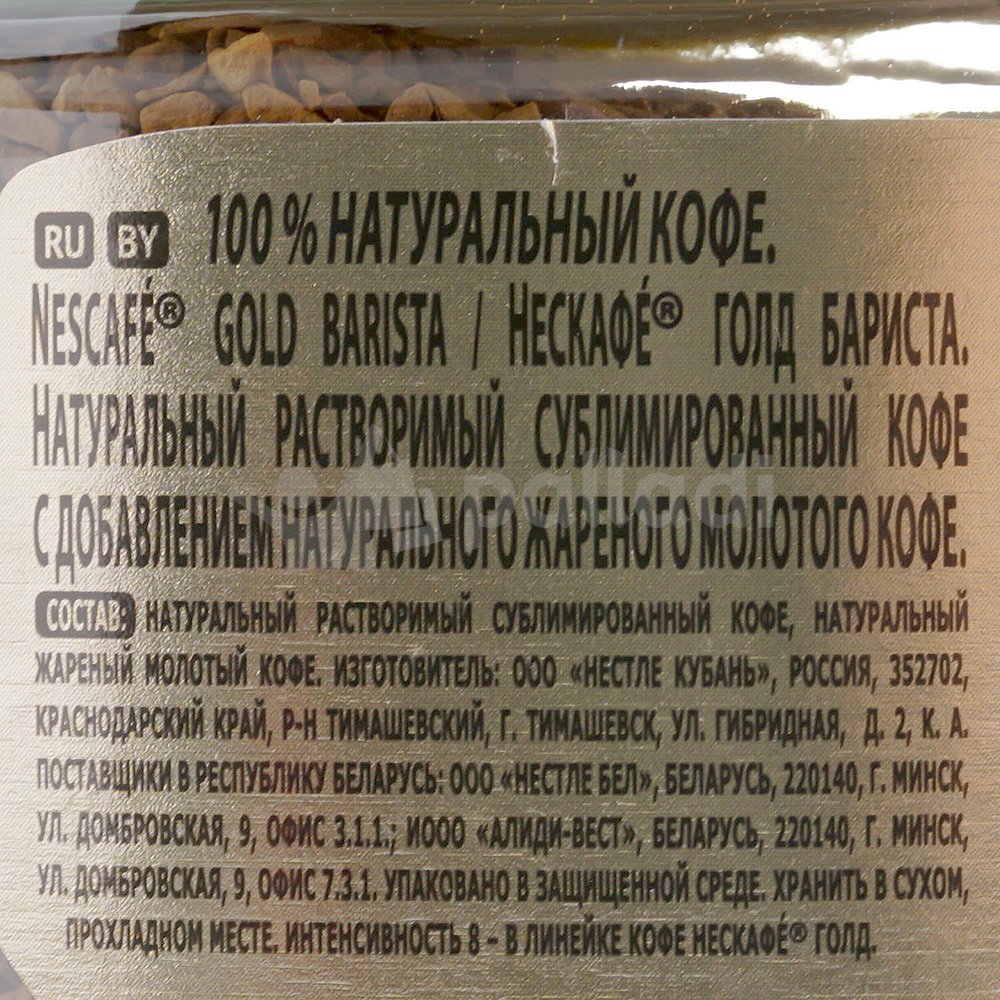 RU BY 100 % НАТУРАЛЬНЫЙ КОФЕ.
NESCAFÉ® GOLD BARISTA / НЕСКАФÉ® ГОЛД БАРИСТА.
НАТУРАЛЬНЫЙ РАСТВОРИМЫЙ СУБЛИМИРОВАННЫЙ КОФЕ
С ДОБАВЛЕНИЕМ НАТУРАЛЬНОГО ЖАРЕНОГО МОЛОТОГО КОФЕ.
palladi
СОСТАВ: НАТУРАЛЬНЫЙ РАСТВОРИМЫЙ СУБЛИМИРОВАННЫЙ КОФЕ, НАТУРАЛЬНЫЙ
ЖАРЕНЫЙ МОЛОТЫЙ КОФЕ. ИЗГОТОВИТЕЛЬ: ООО «НЕСТЛЕ КУБАНЬ», РОССИЯ, 352702,
КРАСНОДАРСКИЙ КРАЙ, Р-Н ТИМАШЕВСКИЙ, Г. ТИМАШЕВСК, УЛ. ГИБРИДНАЯ, Д. 2, К. А.
ПОСТАВЩИКИ В РЕСПУБЛИКУ БЕЛАРУСЬ: ООО «НЕСТЛЕ БЕЛ», БЕЛАРУСЬ, 220140, Г. МИНСК,
УЛ. ДОМБРОВСКАЯ, 9, ОФИС 3.1.1.; ИООО «АЛИДИ-ВЕСТ», БЕЛАРУСЬ, 220140, Г. МИНСК,
УЛ. ДОМБРОВСКАЯ, 9, ОФИС 7.3.1. УПАКОВАНО В ЗАЩИЩЕННОЙ СРЕДЕ. ХРАНИТЬ В СУХОМ,
ПРОХЛАДНОМ МЕСТЕ. ИНТЕНСИВНОСТЬ 8 – В ЛИНЕЙКЕ КОФЕ НЕСКАФÉ® ГОЛД.